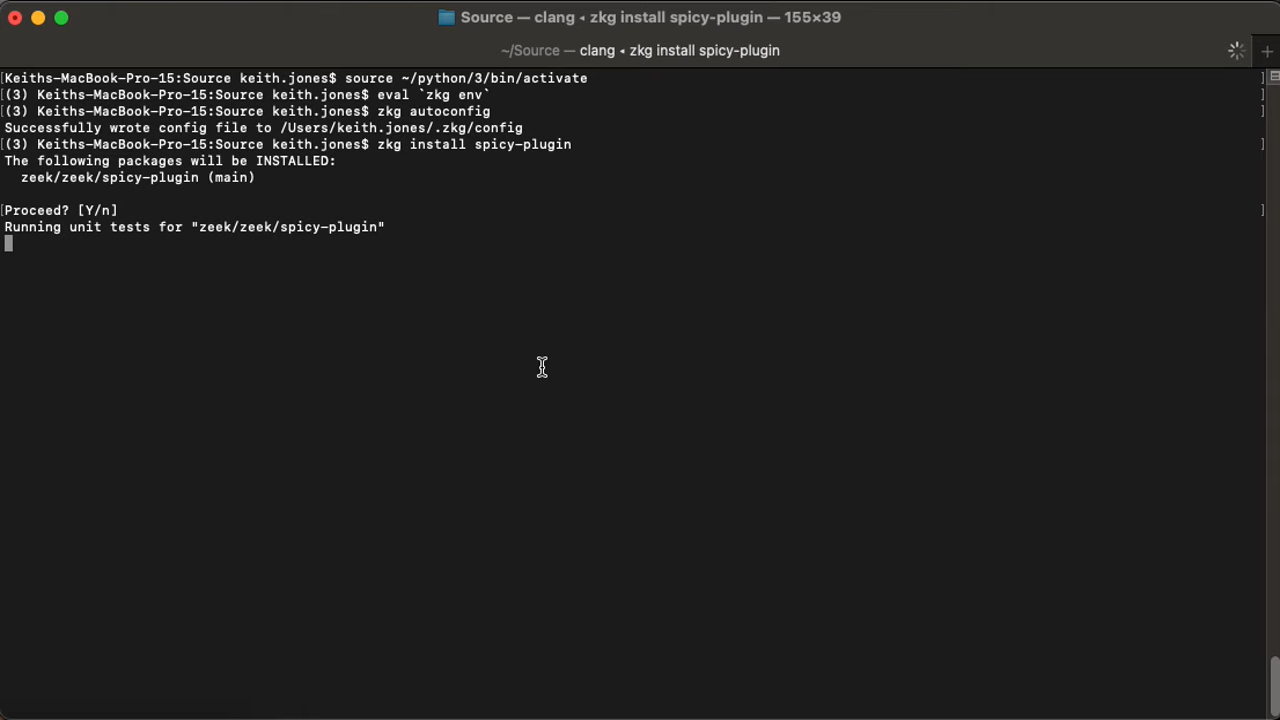 Source — clang ◂ zkg install spicy-plugin — 155×39
~/Source — clang ◂ zkg install spicy-plugin
Keiths-MacBook-Pro-15:Source keith.jones$ source ~/python/3/bin/activate
(3) Keiths-MacBook-Pro-15:Source keith.jones$ eval `zkg env`
(3) Keiths-MacBook-Pro-15:Source keith.jones$ zkg autoconfig
Successfully wrote config file to /Users/keith.jones/.zkg/config
(3) Keiths-MacBook-Pro-15:Source keith.jones$ zkg install spicy-plugin
The following packages will be INSTALLED:
  zeek/zeek/spicy-plugin (main)
Proceed? [Y/n]
Running unit tests for "zeek/zeek/spicy-plugin"